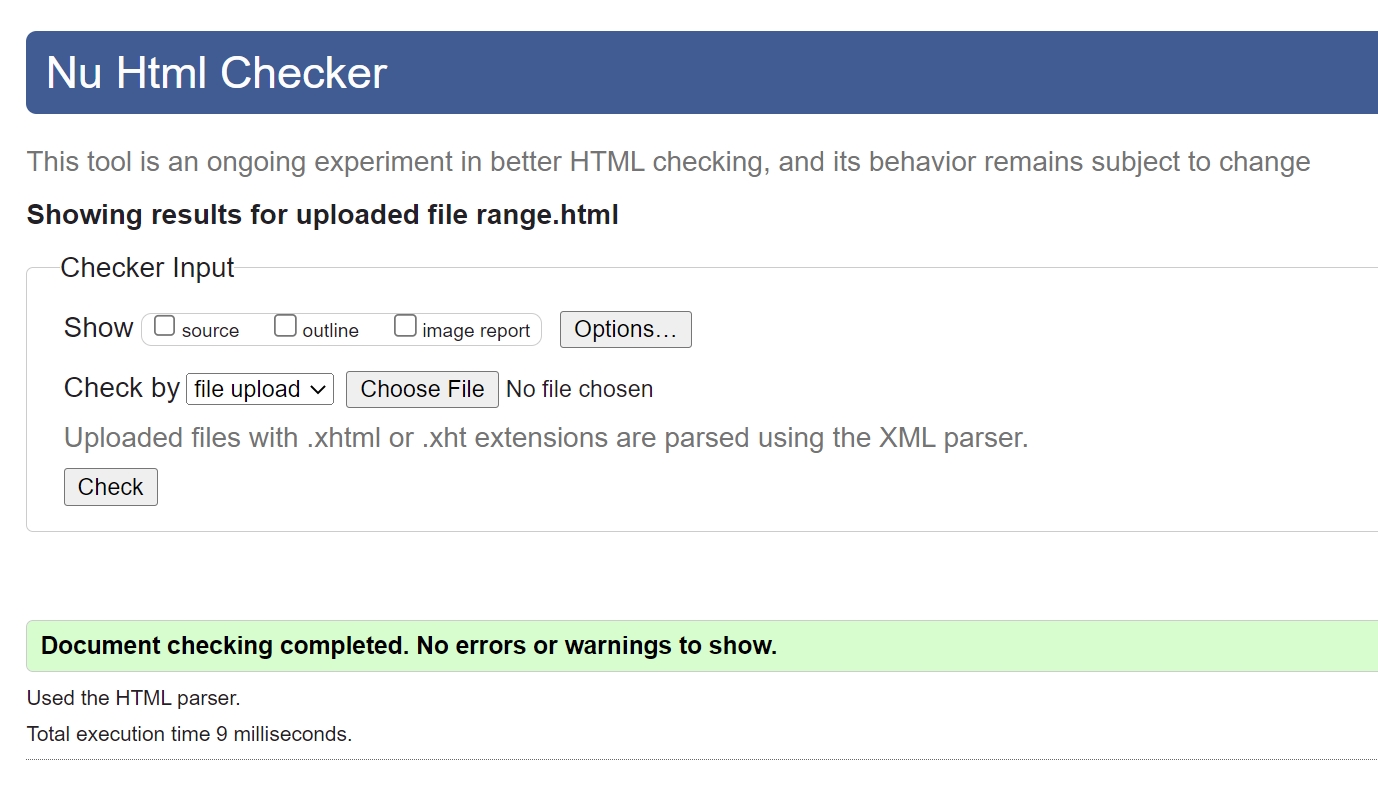 Nu Html Checker
This tool is an ongoing experiment in better HTML checking, and its behavior remains subject to change
Showing results for uploaded file range.html
Checker Input
Show source outline image report Options…
Check by file upload Choose File No file chosen
Uploaded files with .xhtml or .xht extensions are parsed using the XML parser.
Check
Document checking completed. No errors or warnings to show.
Used the HTML parser.
Total execution time 9 milliseconds.